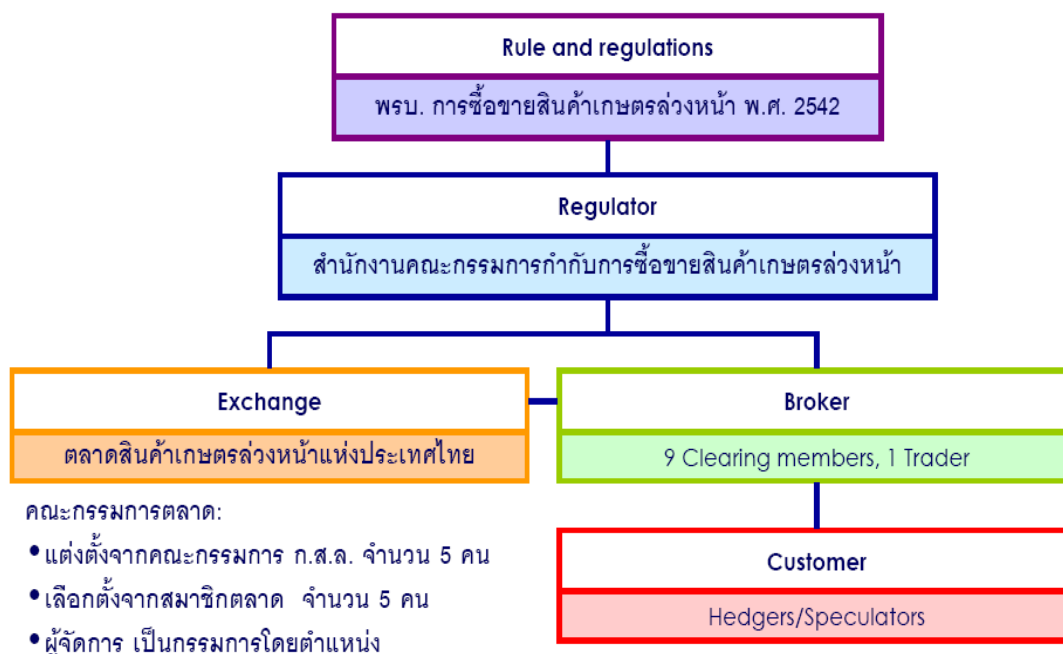 Rule and regulations
พรบ. การซื้อขายสินค้าเกษตรล่วงหน้า พ.ศ. 2542
Regulator
สำนักงานคณะกรรมการกำกับการซื้อขายสินค้าเกษตรล่วงหน้า
Exchange
ตลาดสินค้าเกษตรล่วงหน้าแห่งประเทศไทย
Broker
9 Clearing members, 1 Trader
คณะกรรมการตลาด:
• แต่งตั้งจากคณะกรรมการ ก.ส.ล. จำนวน 5 คน
• เลือกตั้งจากสมาชิกตลาด จำนวน 5 คน
• ผู้จัดการ เป็นกรรมการโดยตำแหน่ง
Customer
Hedgers/Speculators